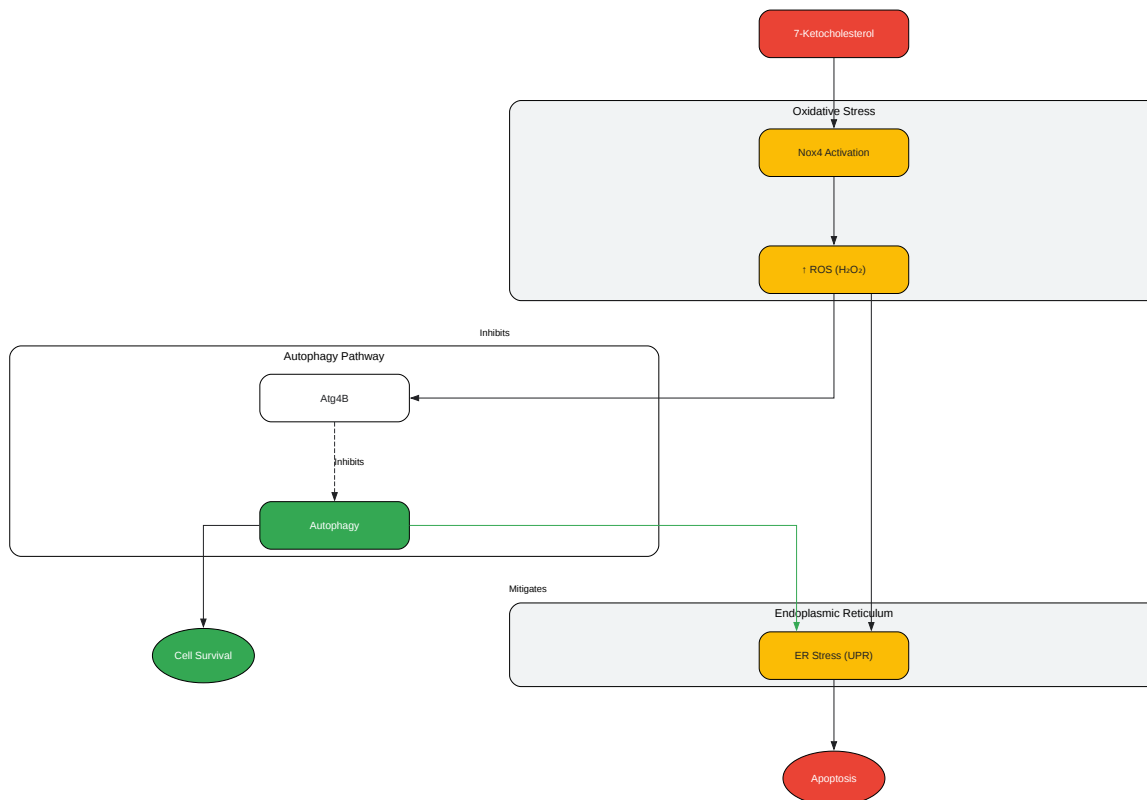 7-Ketocholesterol
Oxidative Stress
Nox4 Activation
↑ ROS (H₂O₂)
Inhibits
Autophagy Pathway
Atg4B
Inhibits
Autophagy
Mitigates
Endoplasmic Reticulum
Cell Survival
ER Stress (UPR)
Apoptosis